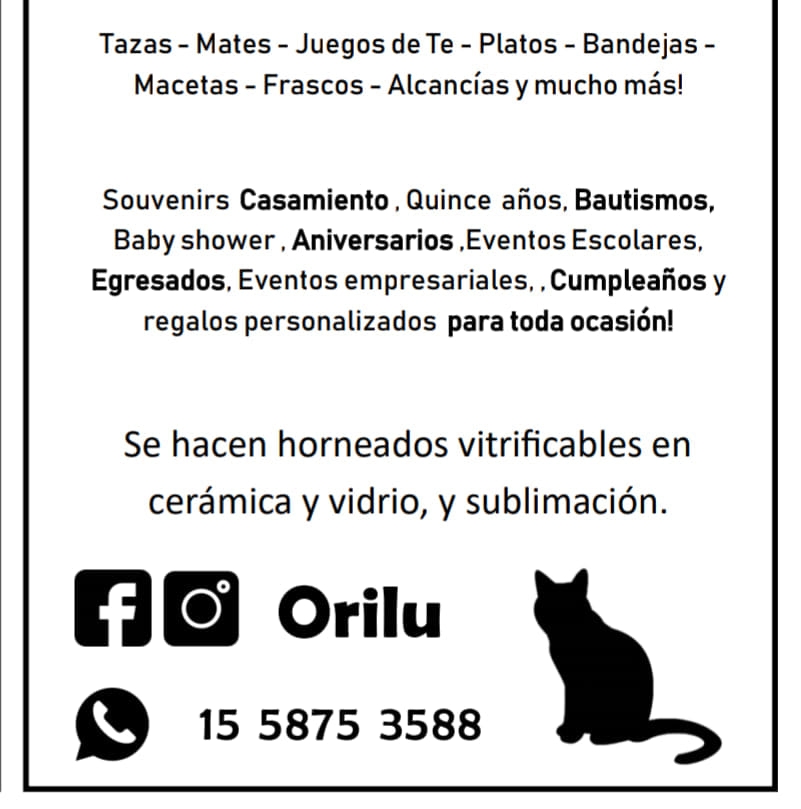 Tazas - Mates - Juegos de Te - Platos - Bandejas -
Macetas - Frascos - Alcancías y mucho más!
Souvenirs Casamiento , Quince años, Bautismos,
Baby shower , Aniversarios ,Eventos Escolares,
Egresados, Eventos empresariales, , Cumpleaños y
regalos personalizados para toda ocasión!
Se hacen horneados vitrificables en
cerámica y vidrio, y sublimación.
Orilu
15 5875 3588